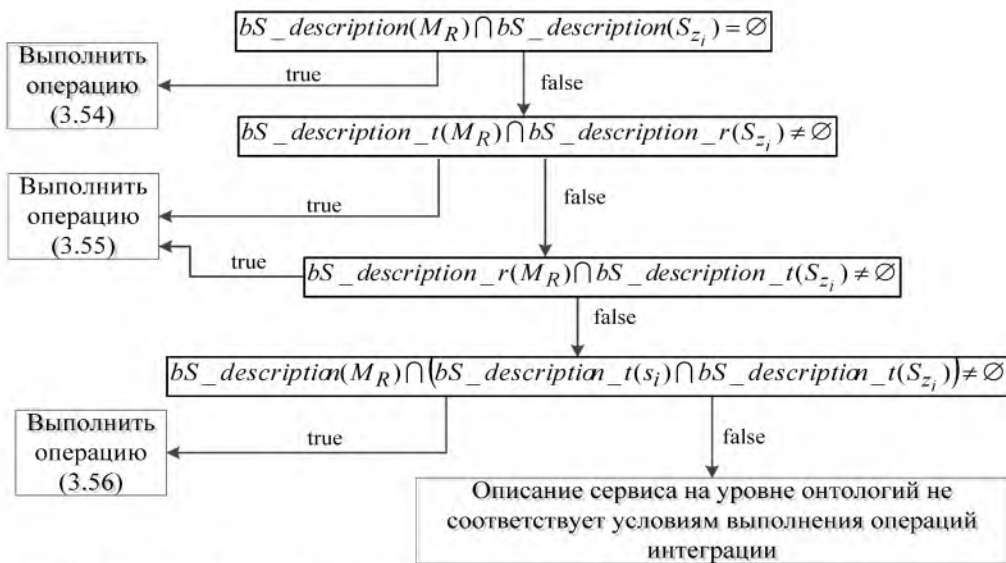 bS_description(M_R)⋂bS_description(S_{z_i})=∅
Выполнить
операцию
(3.54)
true
false
bS_description_t(M_R)⋂bS_description_r(S_{z_i})≠∅
Выполнить
операцию
(3.55)
true
false
true
bS_description_r(M_R)⋂bS_description_t(S_{z_i})≠∅
false
bS_description(M_R)⋂(bS_description_t(s_i)⋂bS_description_t(S_{z_i}))≠∅
Выполнить
операцию
(3.56)
true
false
Описание сервиса на уровне онтологий не
соответствует условиям выполнения операций
интеграции